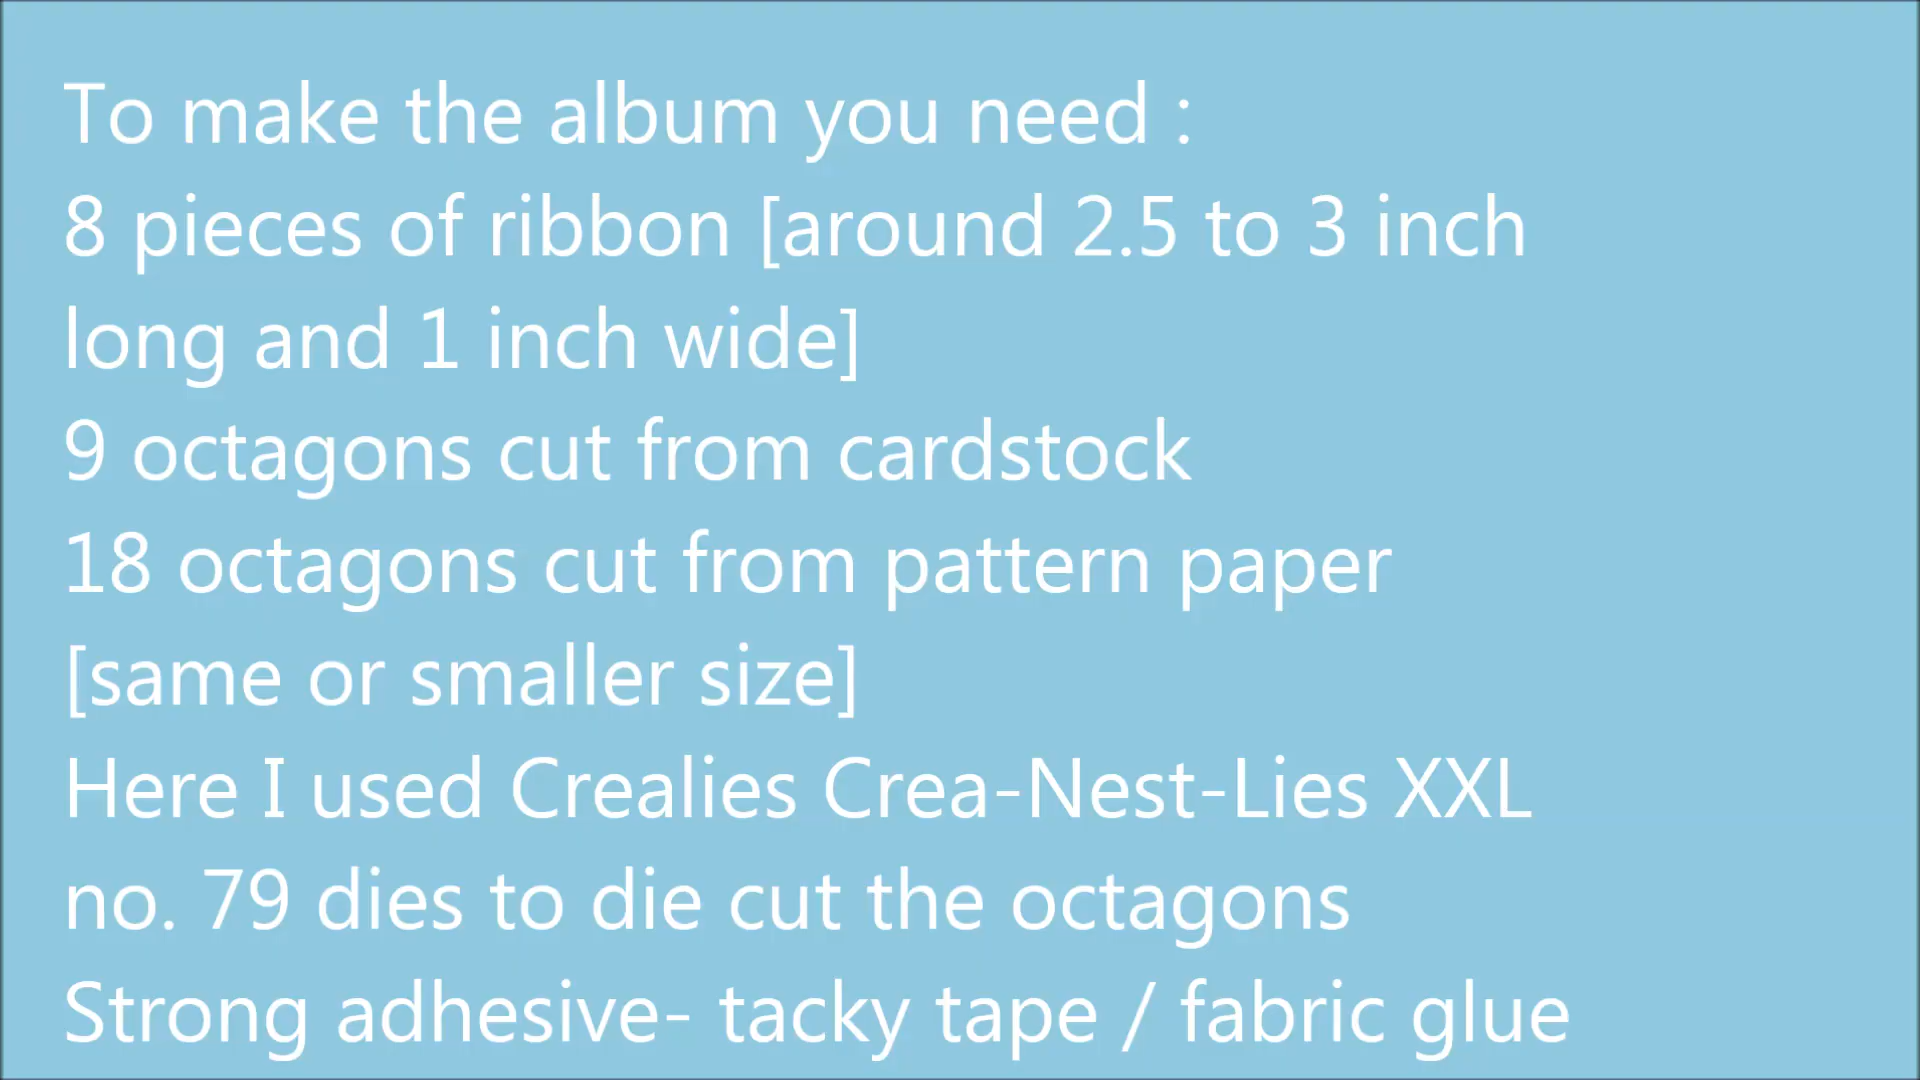 To make the album you need :
8 pieces of ribbon [around 2.5 to 3 inch
long and 1 inch wide]
9 octagons cut from cardstock
18 octagons cut from pattern paper
[same or smaller size]
Here I used Crealies Crea-Nest-Lies XXL
no. 79 dies to die cut the octagons
Strong adhesive- tacky tape / fabric glue